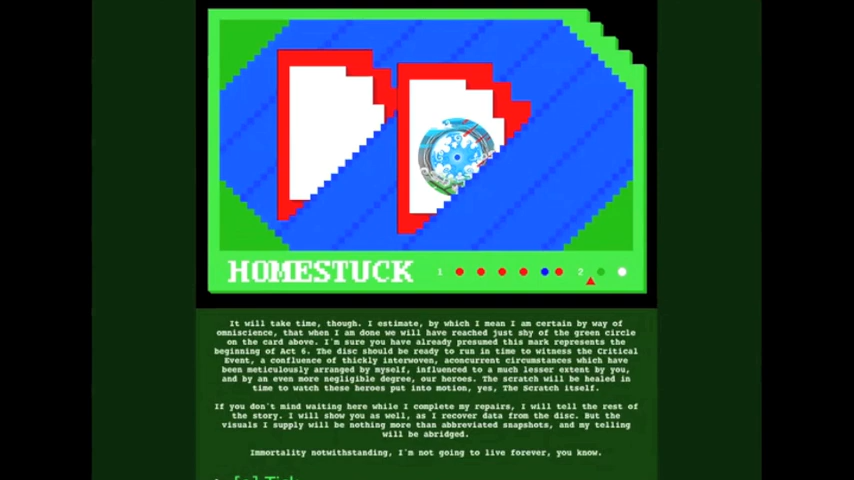 HOMESTUCK 1 2
It will take time, though. I estimate, by which I mean I am certain by way of
omniscience, that when I am done we will have reached just shy of the green circle
on the card above. I'm sure you have already presumed this mark represents the
beginning of Act 6. The disc should be ready to run in time to witness the Critical
Event, a confluence of thickly interwoven, aconcurrent circumstances which have
been meticulously arranged by myself, influenced to a much lesser extent by you,
and by an even more negligible degree, our heroes. The scratch will be healed in
time to watch these heroes put into motion, yes, The Scratch itself.
If you don't mind waiting here while I complete my repairs, I will tell the rest of
the story. I will show you as well, as I recover data from the disc. But the
visuals I supply will be nothing more than abbreviated snapshots, and my telling
will be abridged.
Immortality notwithstanding, I'm not going to live forever, you know.